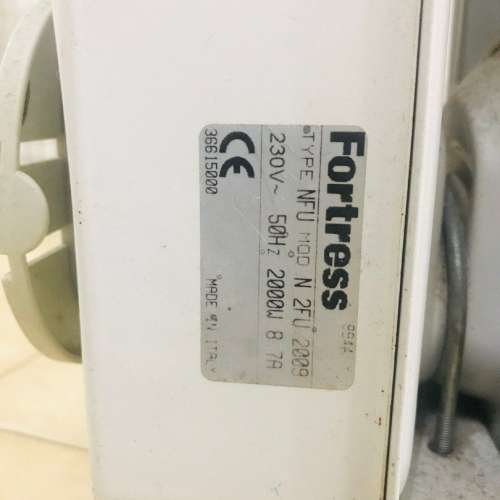 Fortress
TYPE NFU MOD N 2FU 2009
230V~ 50Hz 2000W 8 7A
CE
36615000
MADE IN ITALY